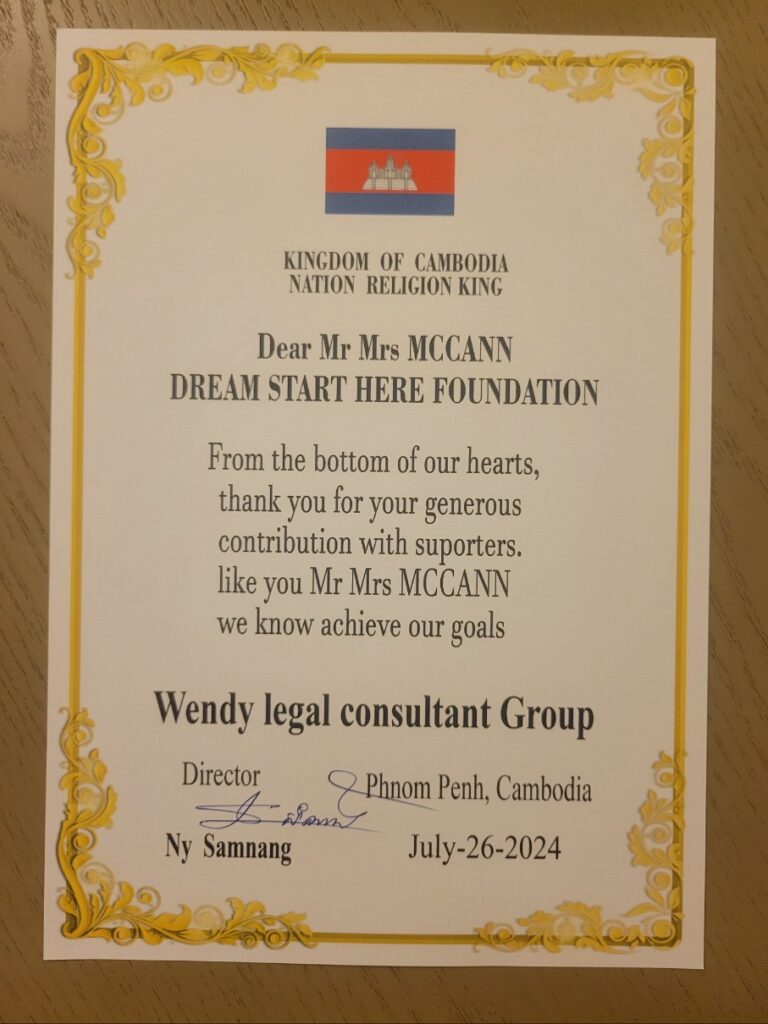 KINGDOM OF CAMBODIA
NATION RELIGION KING
Dear Mr Mrs MCCANN
DREAM START HERE FOUNDATION
From the bottom of our hearts,
thank you for your generous
contribution with suporters.
like you Mr Mrs MCCANN
we know achieve our goals
Wendy legal consultant Group
Director
Phnom Penh, Cambodia
Ny Samnang
July-26-2024